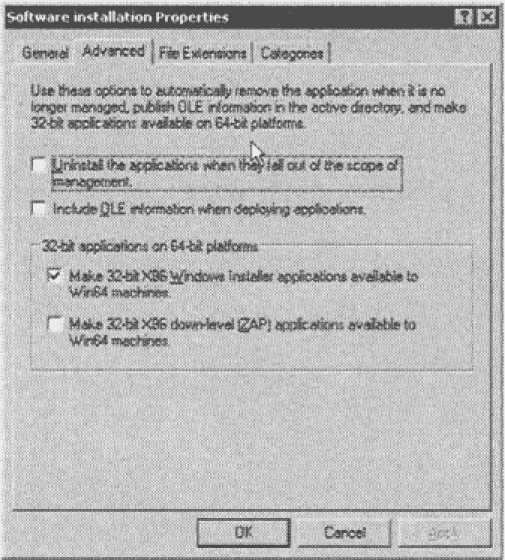 Software installation Properties
General Advanced File Extensions Categories
Use these options to automatically remove the application when it is no
longer managed, publish OLE information in the active directory, and make
32-bit applications available on 64-bit platforms.
Uninstall the applications when they fall out of the scope of
management.
Include OLE information when deploying applications.
32-bit applications on 64-bit platforms
Make 32-bit X86 Windows Installer applications available to
Win64 machines.
Make 32-bit X86 down-level (ZAP) applications available to
Win64 machines.
OK Cancel Apply